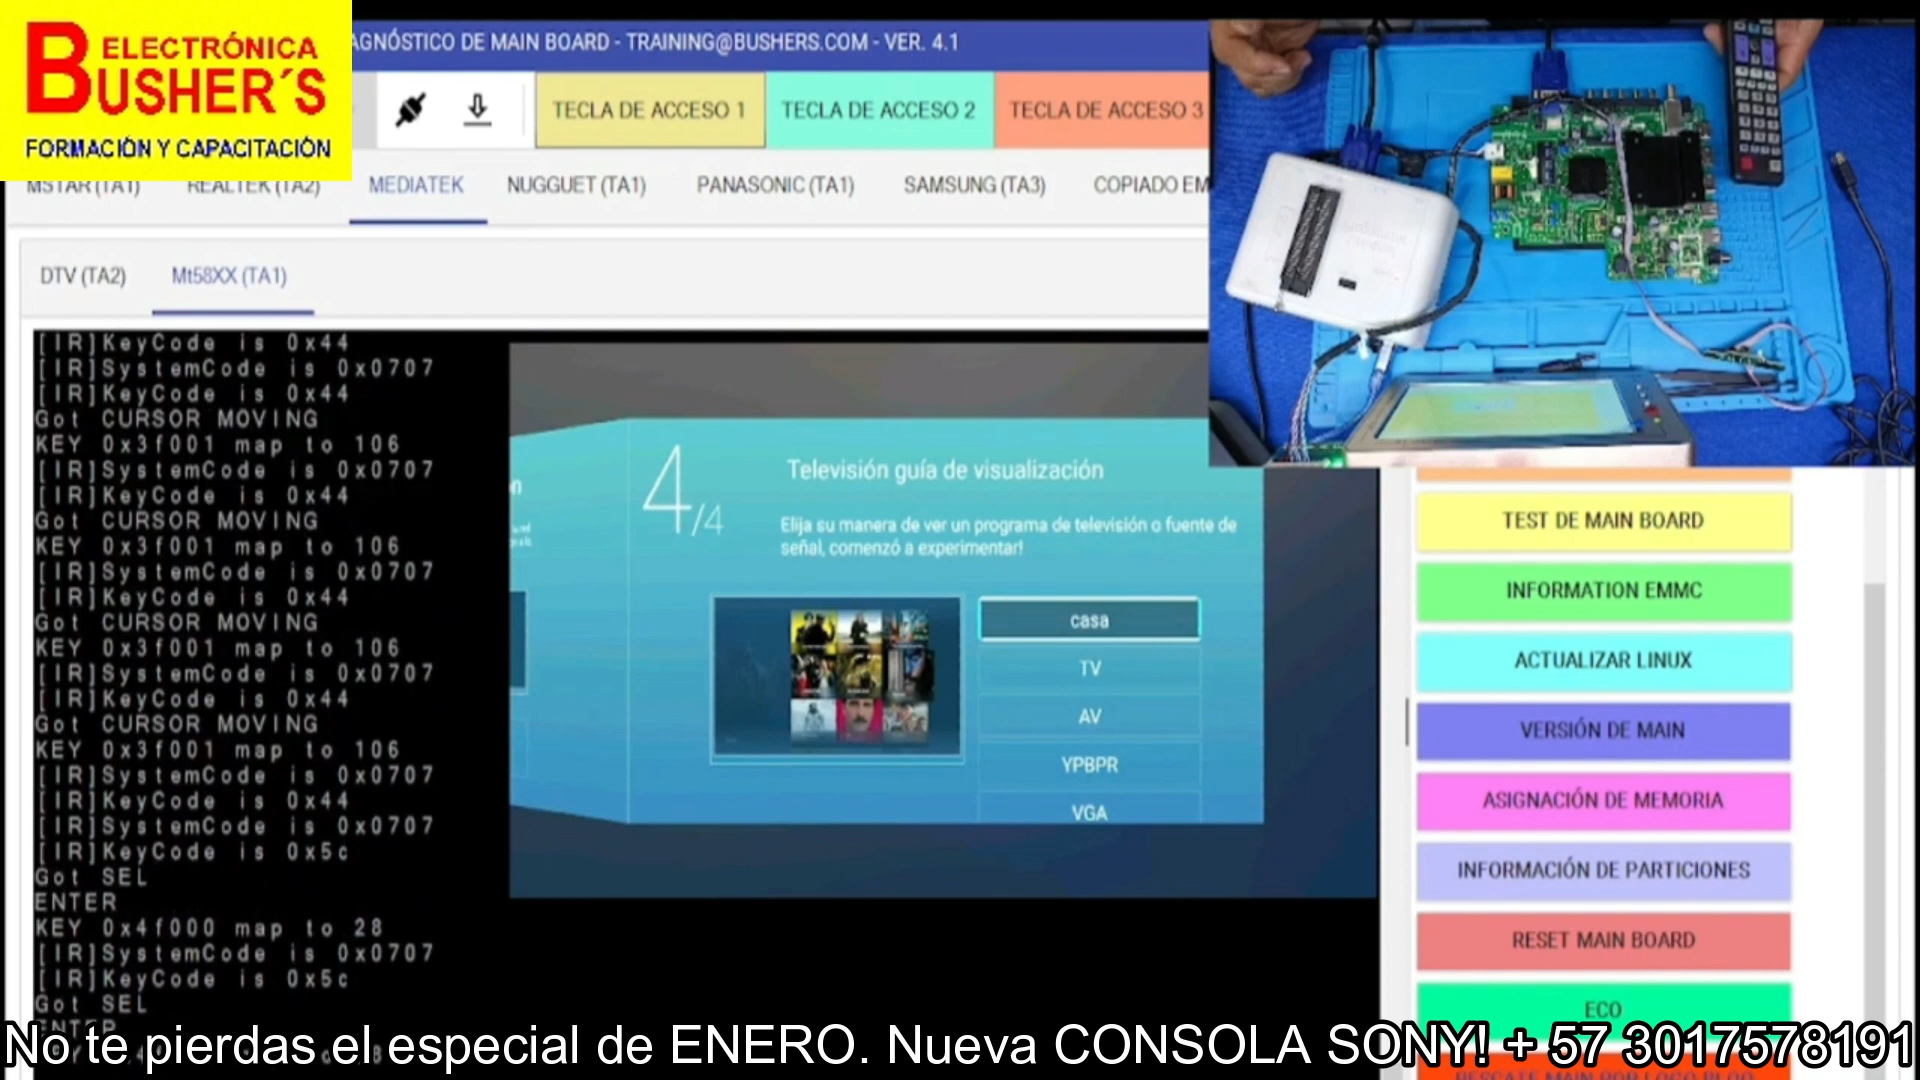 BUSHER´S
ELECTRÓNICA
FORMACIÓN Y CAPACITACIÓN
AGNÓSTICO DE MAIN BOARD - TRAINING@BUSHERS.COM - VER. 4.1
TECLA DE ACCESO 1
TECLA DE ACCESO 2
TECLA DE ACCESO 3
MSTAR (TA1)
REALTEK (TA2)
MEDIATEK
NUGGUET (TA1)
PANASONIC (TA1)
SAMSUNG (TA3)
COPIADO EM
DTV (TA2)
Mt58XX (TA1)
[IR]KeyCode is 0x44
[IR]SystemCode is 0x0707
[IR]KeyCode is 0x44
Got CURSOR MOVING
KEY 0x3f001 map to 106
[IR]SystemCode is 0x0707
[IR]KeyCode is 0x44
Got CURSOR MOVING
KEY 0x3f001 map to 106
[IR]SystemCode is 0x0707
[IR]KeyCode is 0x44
Got CURSOR MOVING
KEY 0x3f001 map to 106
[IR]SystemCode is 0x0707
[IR]KeyCode is 0x44
Got CURSOR MOVING
KEY 0x3f001 map to 106
[IR]SystemCode is 0x0707
[IR]KeyCode is 0x44
[IR]SystemCode is 0x0707
[IR]KeyCode is 0x5c
Got SEL
ENTER
KEY 0x4f000 map to 28
[IR]SystemCode is 0x0707
[IR]KeyCode is 0x5c
Got SEL
ENTER
4/4
Televisión guía de visualización
Elija su manera de ver un programa de televisión o fuente de
señal, comenzó a experimentar!
casa
TV
AV
YPBPR
VGA
TEST DE MAIN BOARD
INFORMATION EMMC
ACTUALIZAR LINUX
VERSIÓN DE MAIN
ASIGNACIÓN DE MEMORIA
INFORMACIÓN DE PARTICIONES
RESET MAIN BOARD
ECO
No te pierdas el especial de ENERO. Nueva CONSOLA SONY! + 57 3017578191